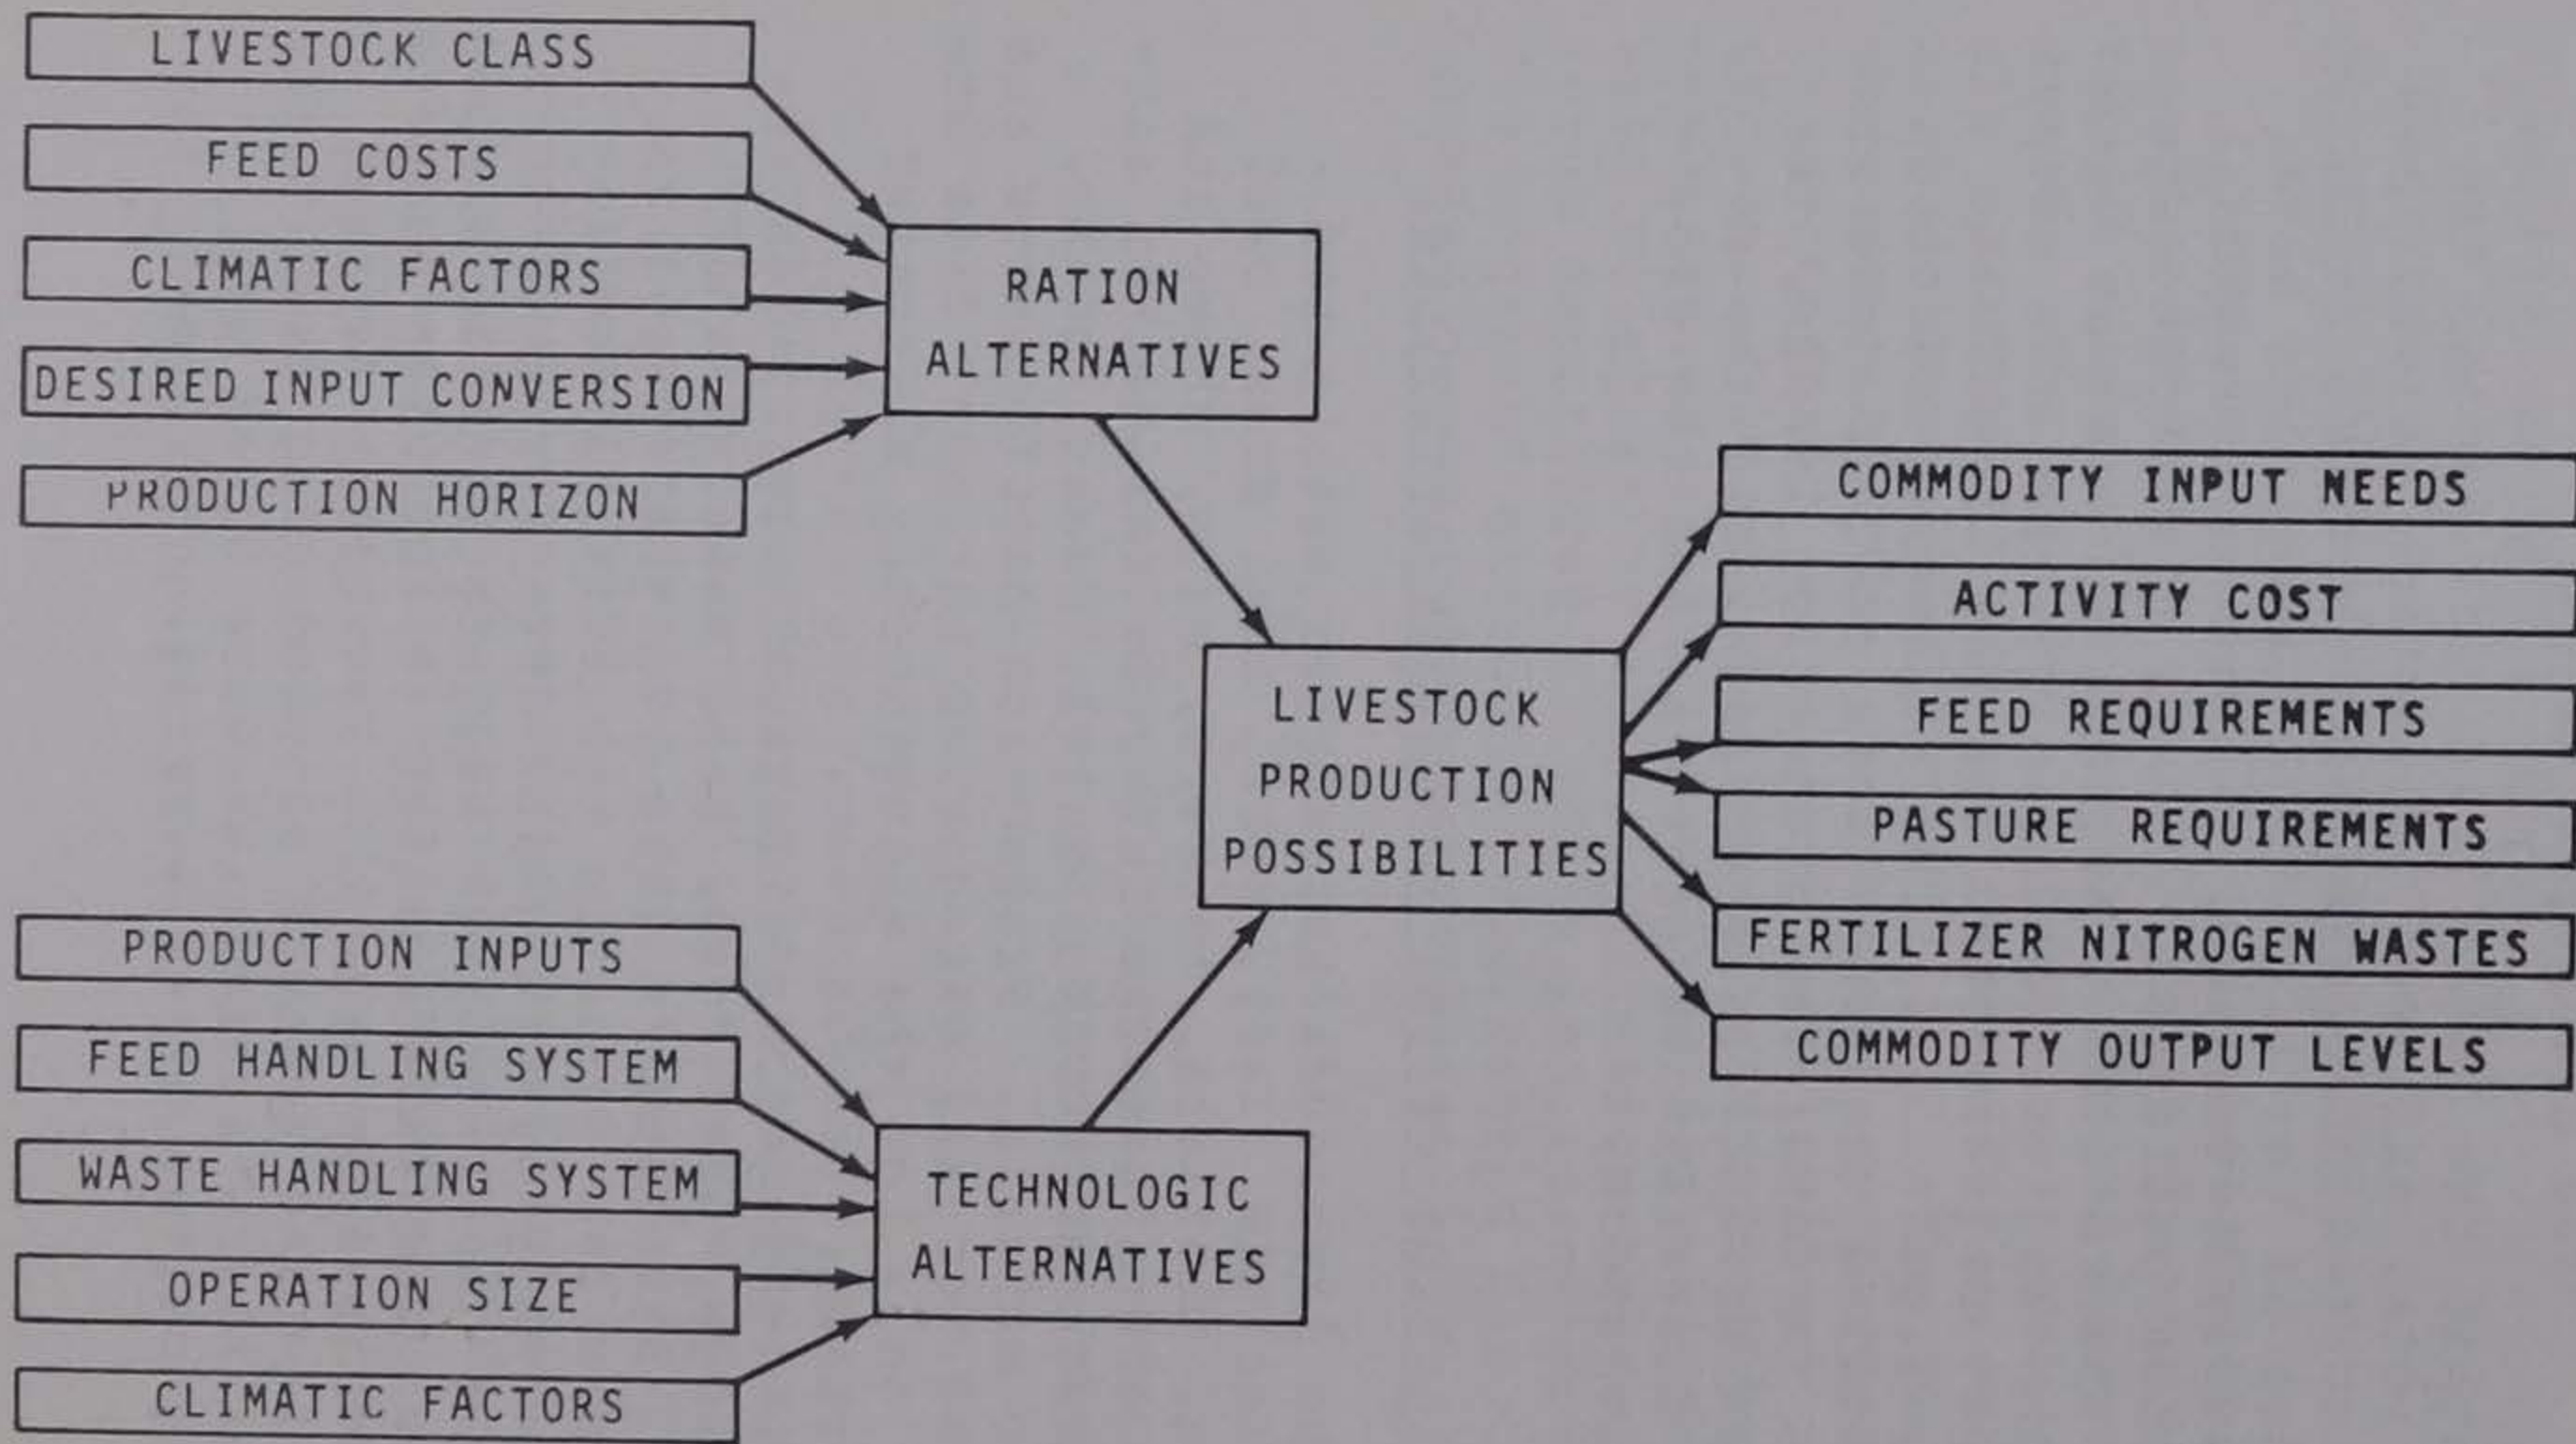 LIVESTOCK CLASS
FEED COSTS
CLIMATIC FACTORS
DESIRED INPUT CONVERSION
PRODUCTION HORIZON
RATION
ALTERNATIVES
PRODUCTION INPUTS
FEED HANDLING SYSTEM
WASTE HANDLING SYSTEM
OPERATION SIZE
CLIMATIC FACTORS
TECHNOLOGIC
ALTERNATIVES
LIVESTOCK
PRODUCTION
POSSIBILITIES
COMMODITY INPUT NEEDS
ACTIVITY COST
FEED REQUIREMENTS
PASTURE REQUIREMENTS
FERTILIZER NITROGEN WASTES
COMMODITY OUTPUT LEVELS